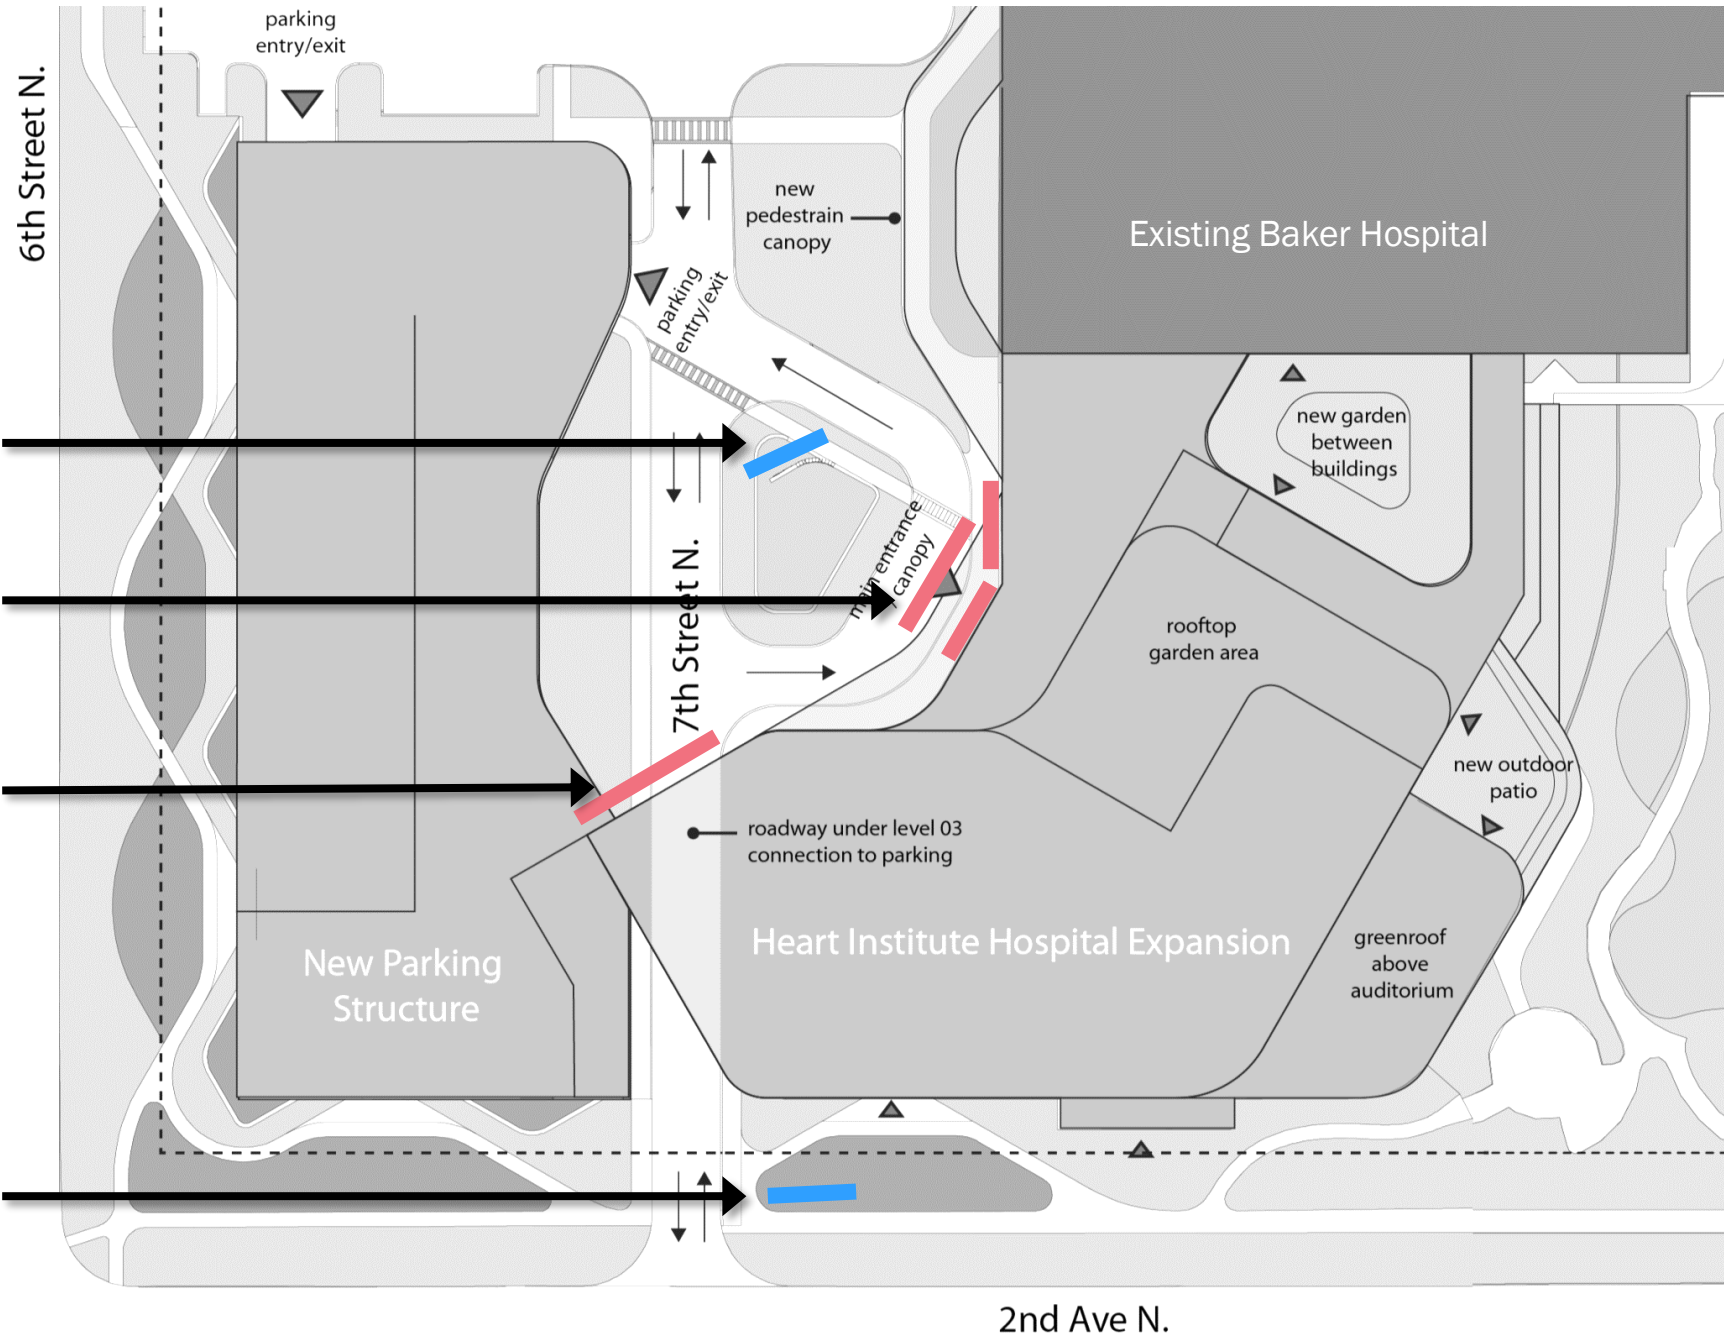 parking
entry/exit
6th Street N.
new
pedestrain
canopy
Existing Baker Hospital
parking
entry/exit
new garden
between
buildings
main entrance
canopy
7th Street N.
rooftop
garden area
new outdoor
patio
roadway under level 03
connection to parking
Heart Institute Hospital Expansion
New Parking
Structure
greenroof
above
auditorium
2nd Ave N.